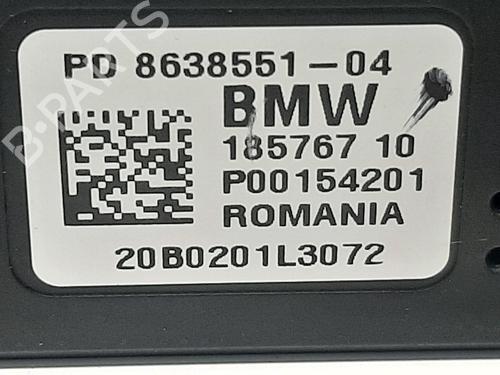 PD 8638551-04
BMW
185767 10
P00154201
ROMANIA
20B0201L3072
B-PARTS